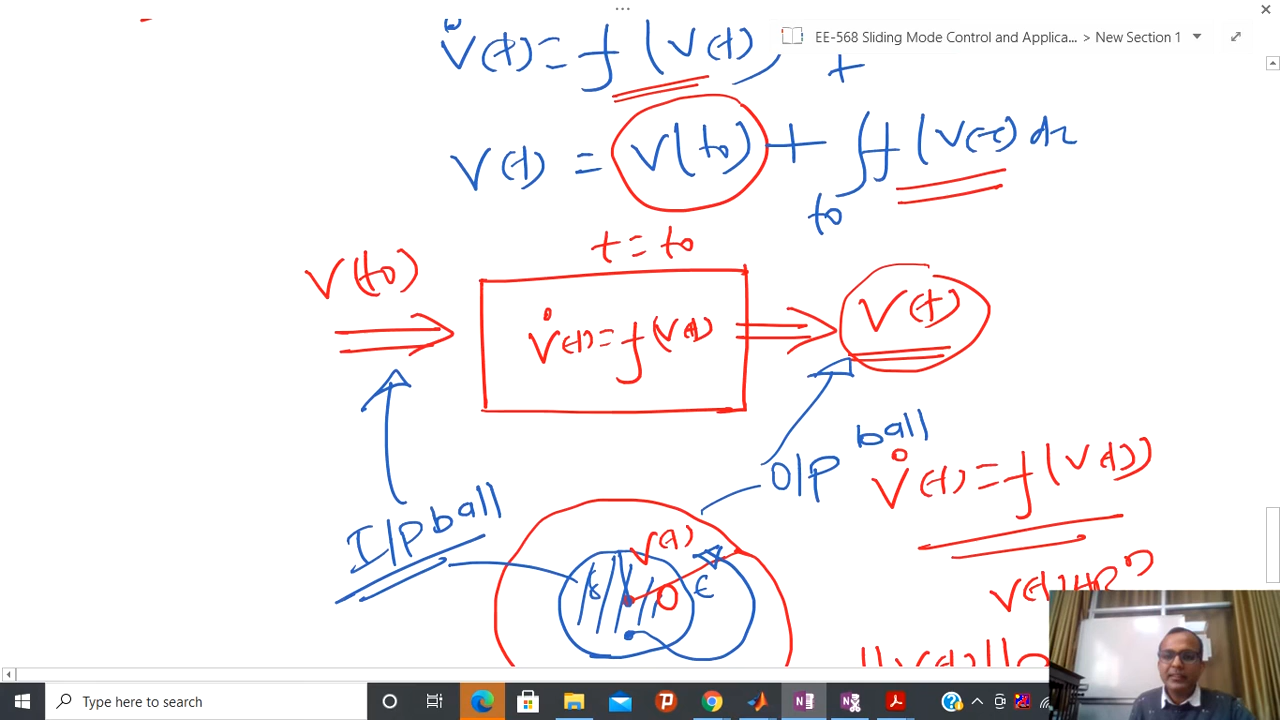 EE-568 Sliding Mode Control and Applica... > New Section 1
V̇(t) = f(V(t)
t
V(t) = V(t0) + ∫f(V(τ) dτ
t0
t = t0
V(t0)
V̇(t) = f(V(t)
V(t)
ball
O/P
V̇(t) = f(V(t))
I/P ball
V(t)
δ
0
ε
Type here to search